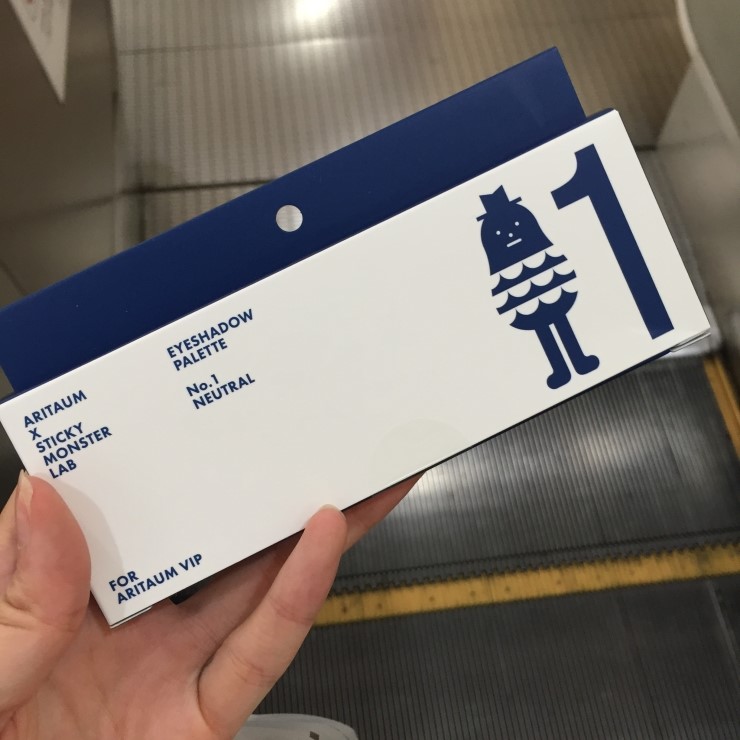 ARITAUM
X
STICKY
MONSTER
LAB
EYESHADOW
PALETTE
No.1
NEUTRAL
1
FOR
ARITAUM VIP